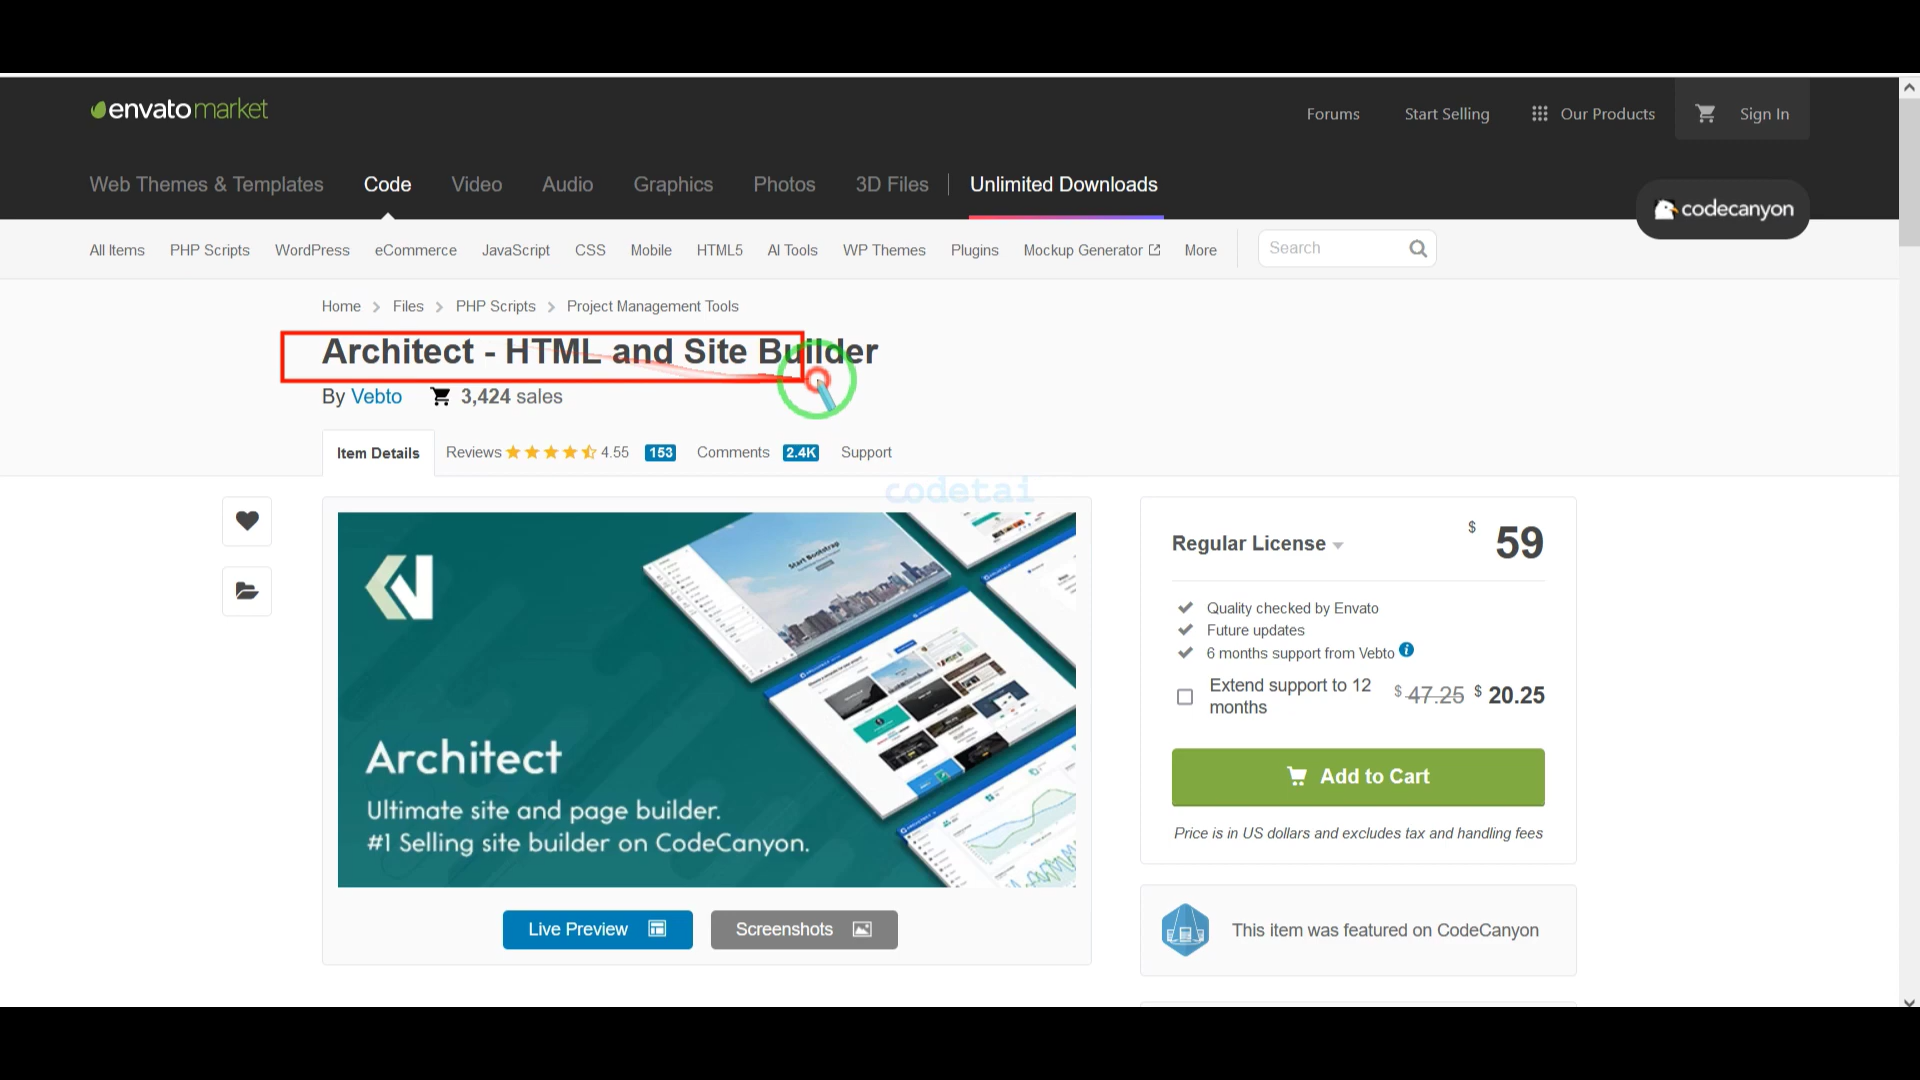 envatomarket
Forums Start Selling Our Products Sign In
Web Themes & Templates Code Video Audio Graphics Photos 3D Files Unlimited Downloads
codecanyon
All Items PHP Scripts WordPress eCommerce JavaScript CSS Mobile HTML5 AI Tools WP Themes Plugins Mockup Generator More Search
Home Files PHP Scripts Project Management Tools
Architect - HTML and Site Builder
By Vebto 3,424 sales
Item Details Reviews 4.55 153 Comments 2.4K Support
codetai
Start Bootstrap
Architect
Ultimate site and page builder.
#1 Selling site builder on CodeCanyon.
Live Preview Screenshots
Regular License $ 59
Quality checked by Envato
Future updates
6 months support from Vebto
Extend support to 12 months $ 47.25 $ 20.25
Add to Cart
Price is in US dollars and excludes tax and handling fees
This item was featured on CodeCanyon